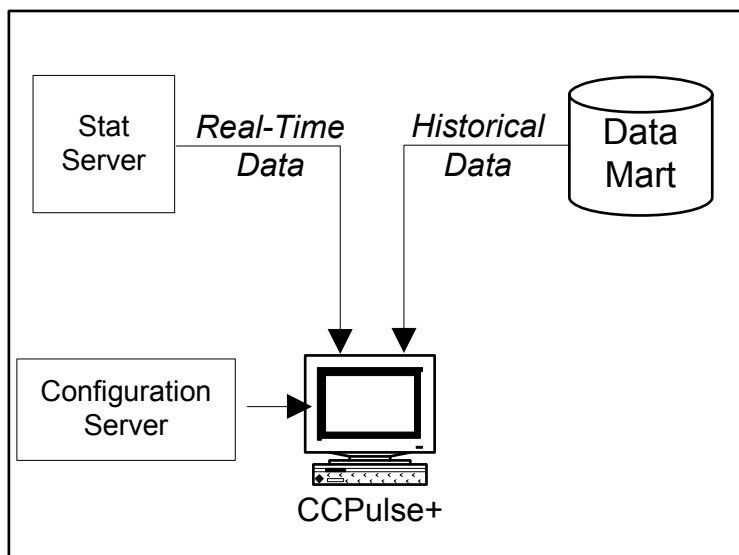 Stat
Server
Real-Time
Data
Historical
Data
Data
Mart
Configuration
Server
CCPulse+